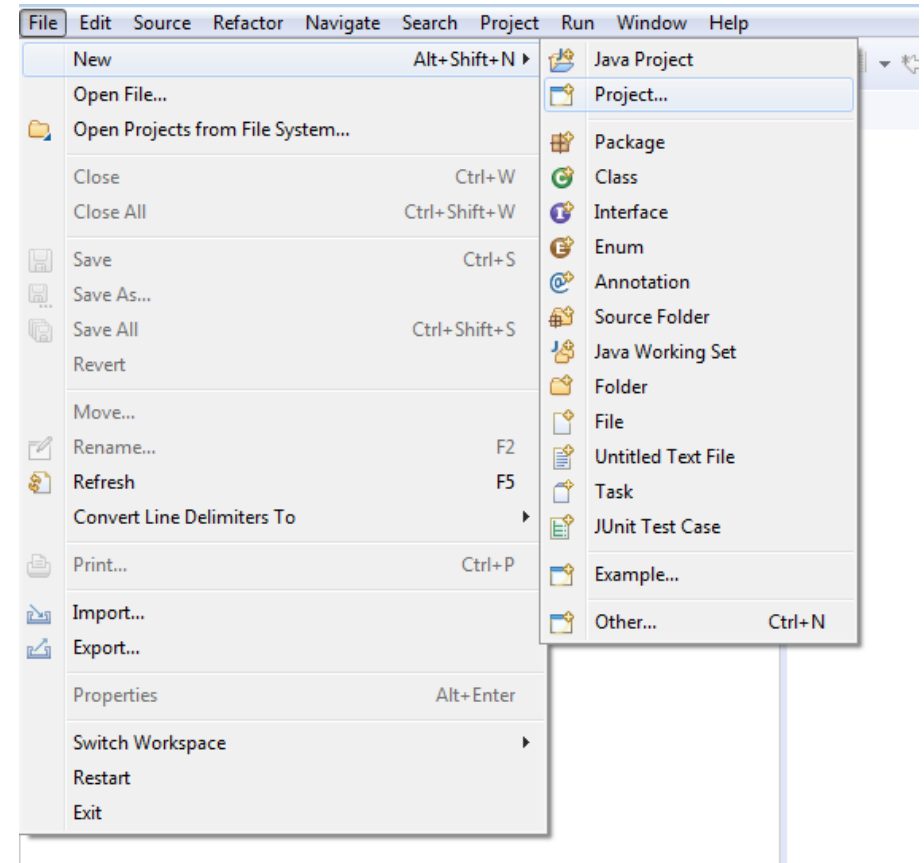 File Edit Source Refactor Navigate Search Project Run Window Help
New Alt+Shift+N
Open File...
Open Projects from File System...
Close Ctrl+W
Close All Ctrl+Shift+W
Save Ctrl+S
Save As...
Save All Ctrl+Shift+S
Revert
Move...
Rename... F2
Refresh F5
Convert Line Delimiters To
Print... Ctrl+P
Import...
Export...
Properties Alt+Enter
Switch Workspace
Restart
Exit
Java Project
Project...
Package
Class
Interface
Enum
Annotation
Source Folder
Java Working Set
Folder
File
Untitled Text File
Task
JUnit Test Case
Example...
Other... Ctrl+N